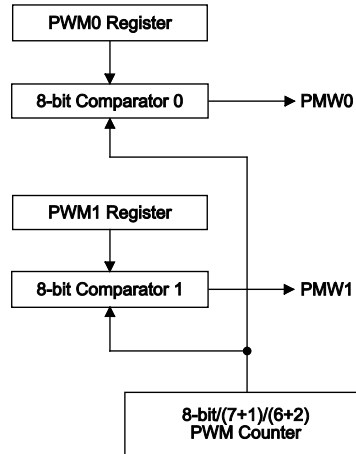 PWM0 Register
8-bit Comparator 0
PMW0
PWM1 Register
8-bit Comparator 1
PMW1
8-bit/(7+1)/(6+2)
PWM Counter